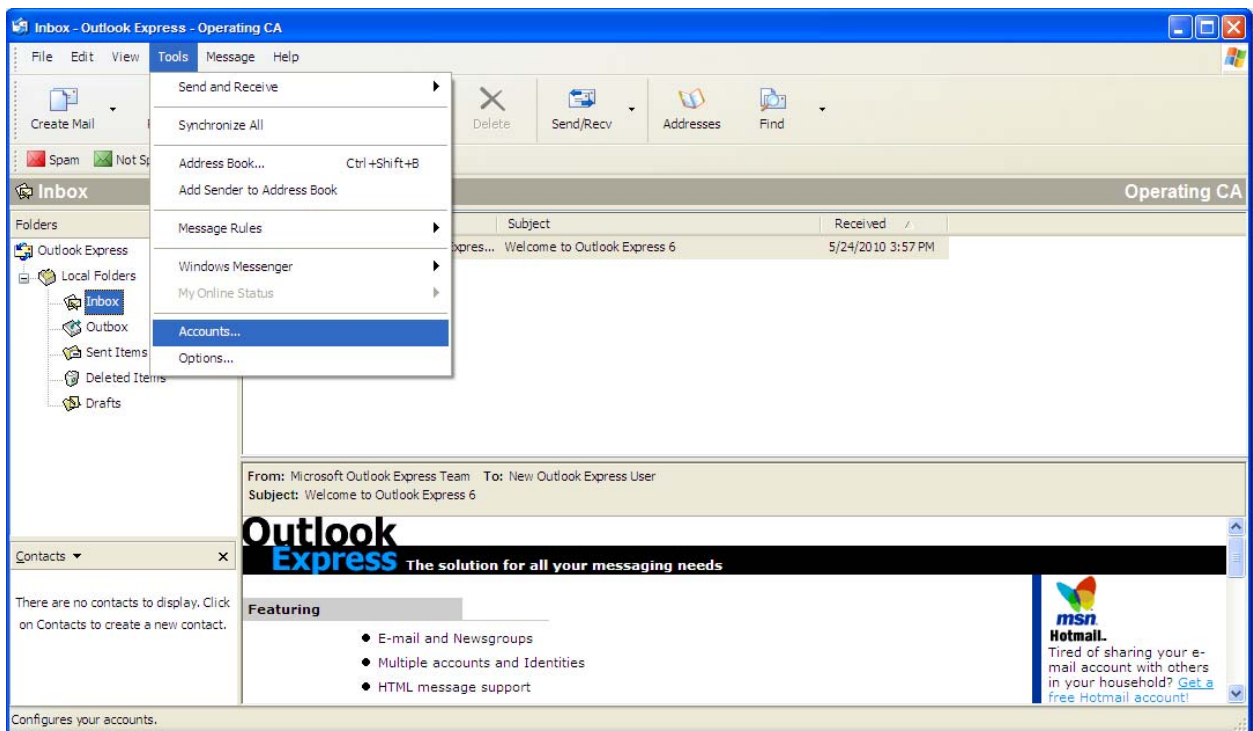 Inbox - Outlook Express - Operating CA
File Edit View Tools Message Help
Send and Receive
Synchronize All
Address Book... Ctrl+Shift+B
Add Sender to Address Book
Message Rules
Windows Messenger
My Online Status
Accounts...
Options...
Create Mail Delete Send/Recv Addresses Find
Spam Not Sp
Inbox Operating CA
Folders Subject Received
Outlook Express
Local Folders
Inbox
Outbox
Sent Items
Deleted Items
Drafts
xpres... Welcome to Outlook Express 6 5/24/2010 3:57 PM
From: Microsoft Outlook Express Team To: New Outlook Express User
Subject: Welcome to Outlook Express 6
Outlook
Express The solution for all your messaging needs
Featuring
E-mail and Newsgroups
Multiple accounts and Identities
HTML message support
msn
Hotmail.
Tired of sharing your e-
mail account with others
in your household? Get a
free Hotmail account!
Contacts
There are no contacts to display. Click
on Contacts to create a new contact.
Configures your accounts.